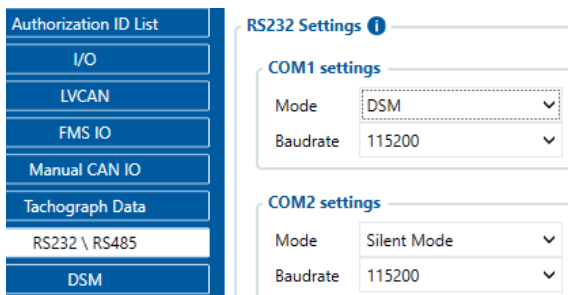 Authorization ID List
I/O
LVCAN
FMS IO
Manual CAN IO
Tachograph Data
RS232 \ RS485
DSM
RS232 Settings i
COM1 settings
Mode DSM
Baudrate 115200
COM2 settings
Mode Silent Mode
Baudrate 115200